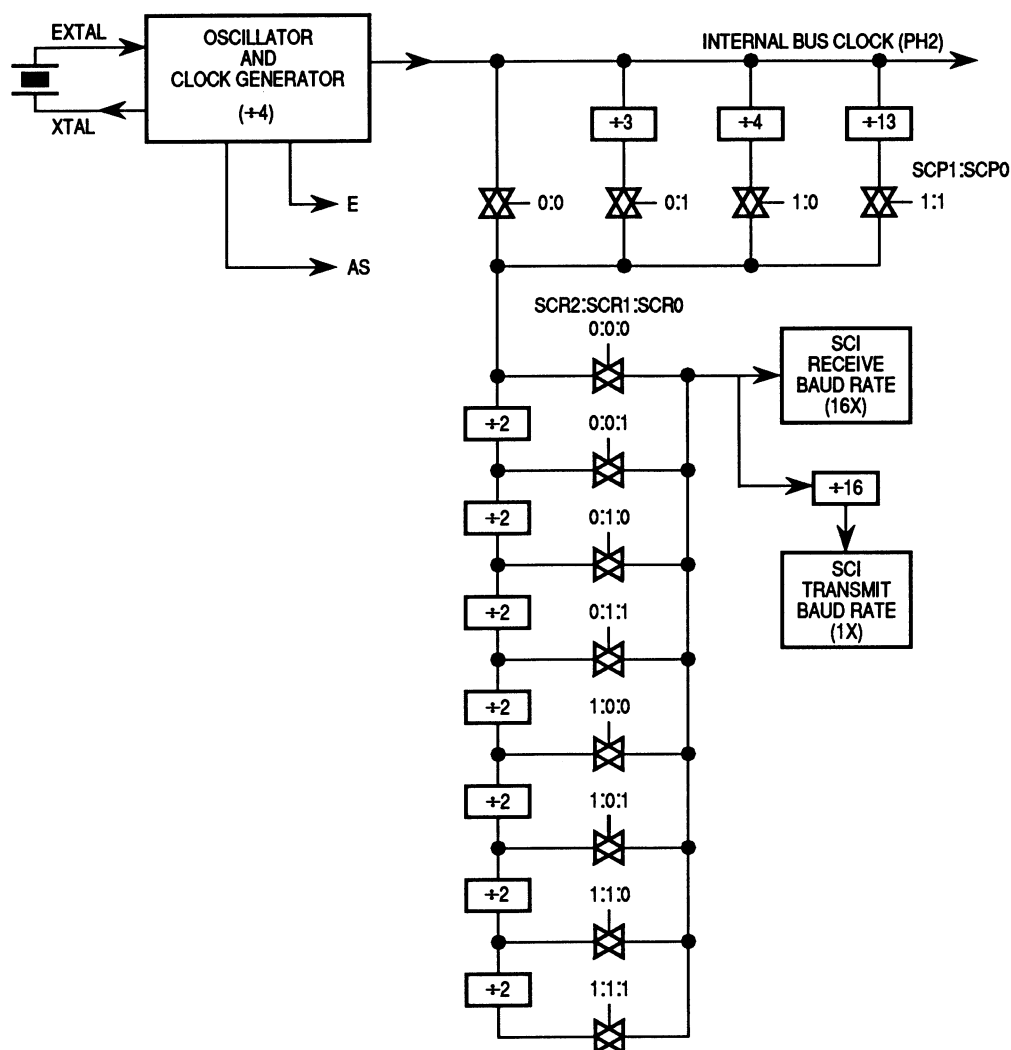 EXTAL
XTAL
OSCILLATOR
AND
CLOCK GENERATOR
(÷4)
E
AS
INTERNAL BUS CLOCK (PH2)
÷3
÷4
÷13
SCP1:SCP0
0:0
0:1
1:0
1:1
SCR2:SCR1:SCR0
0:0:0
÷2
0:0:1
÷2
0:1:0
÷2
0:1:1
÷2
1:0:0
÷2
1:0:1
÷2
1:1:0
÷2
1:1:1
SCI
RECEIVE
BAUD RATE
(16X)
÷16
SCI
TRANSMIT
BAUD RATE
(1X)